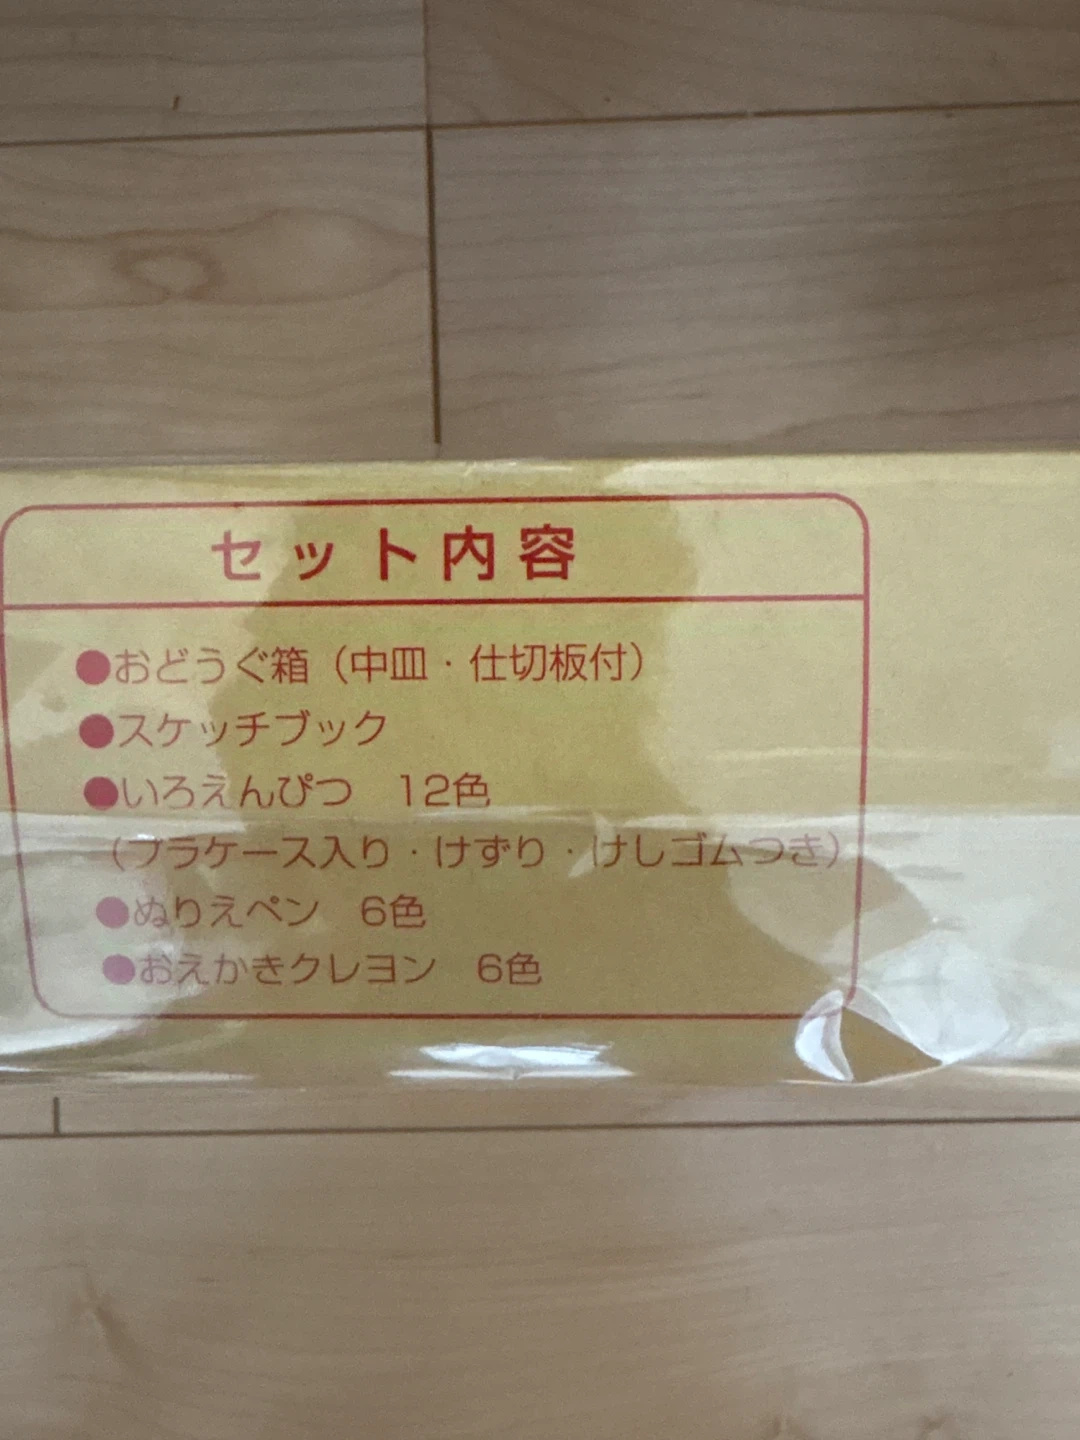 セット内容
●おどうぐ箱（中皿・仕切板付）
●スケッチブック
●いろえんぴつ　12色
（プラケース入り・けずり・けしゴムつき）
●ぬりえペン　6色
●おえかきクレヨン　6色